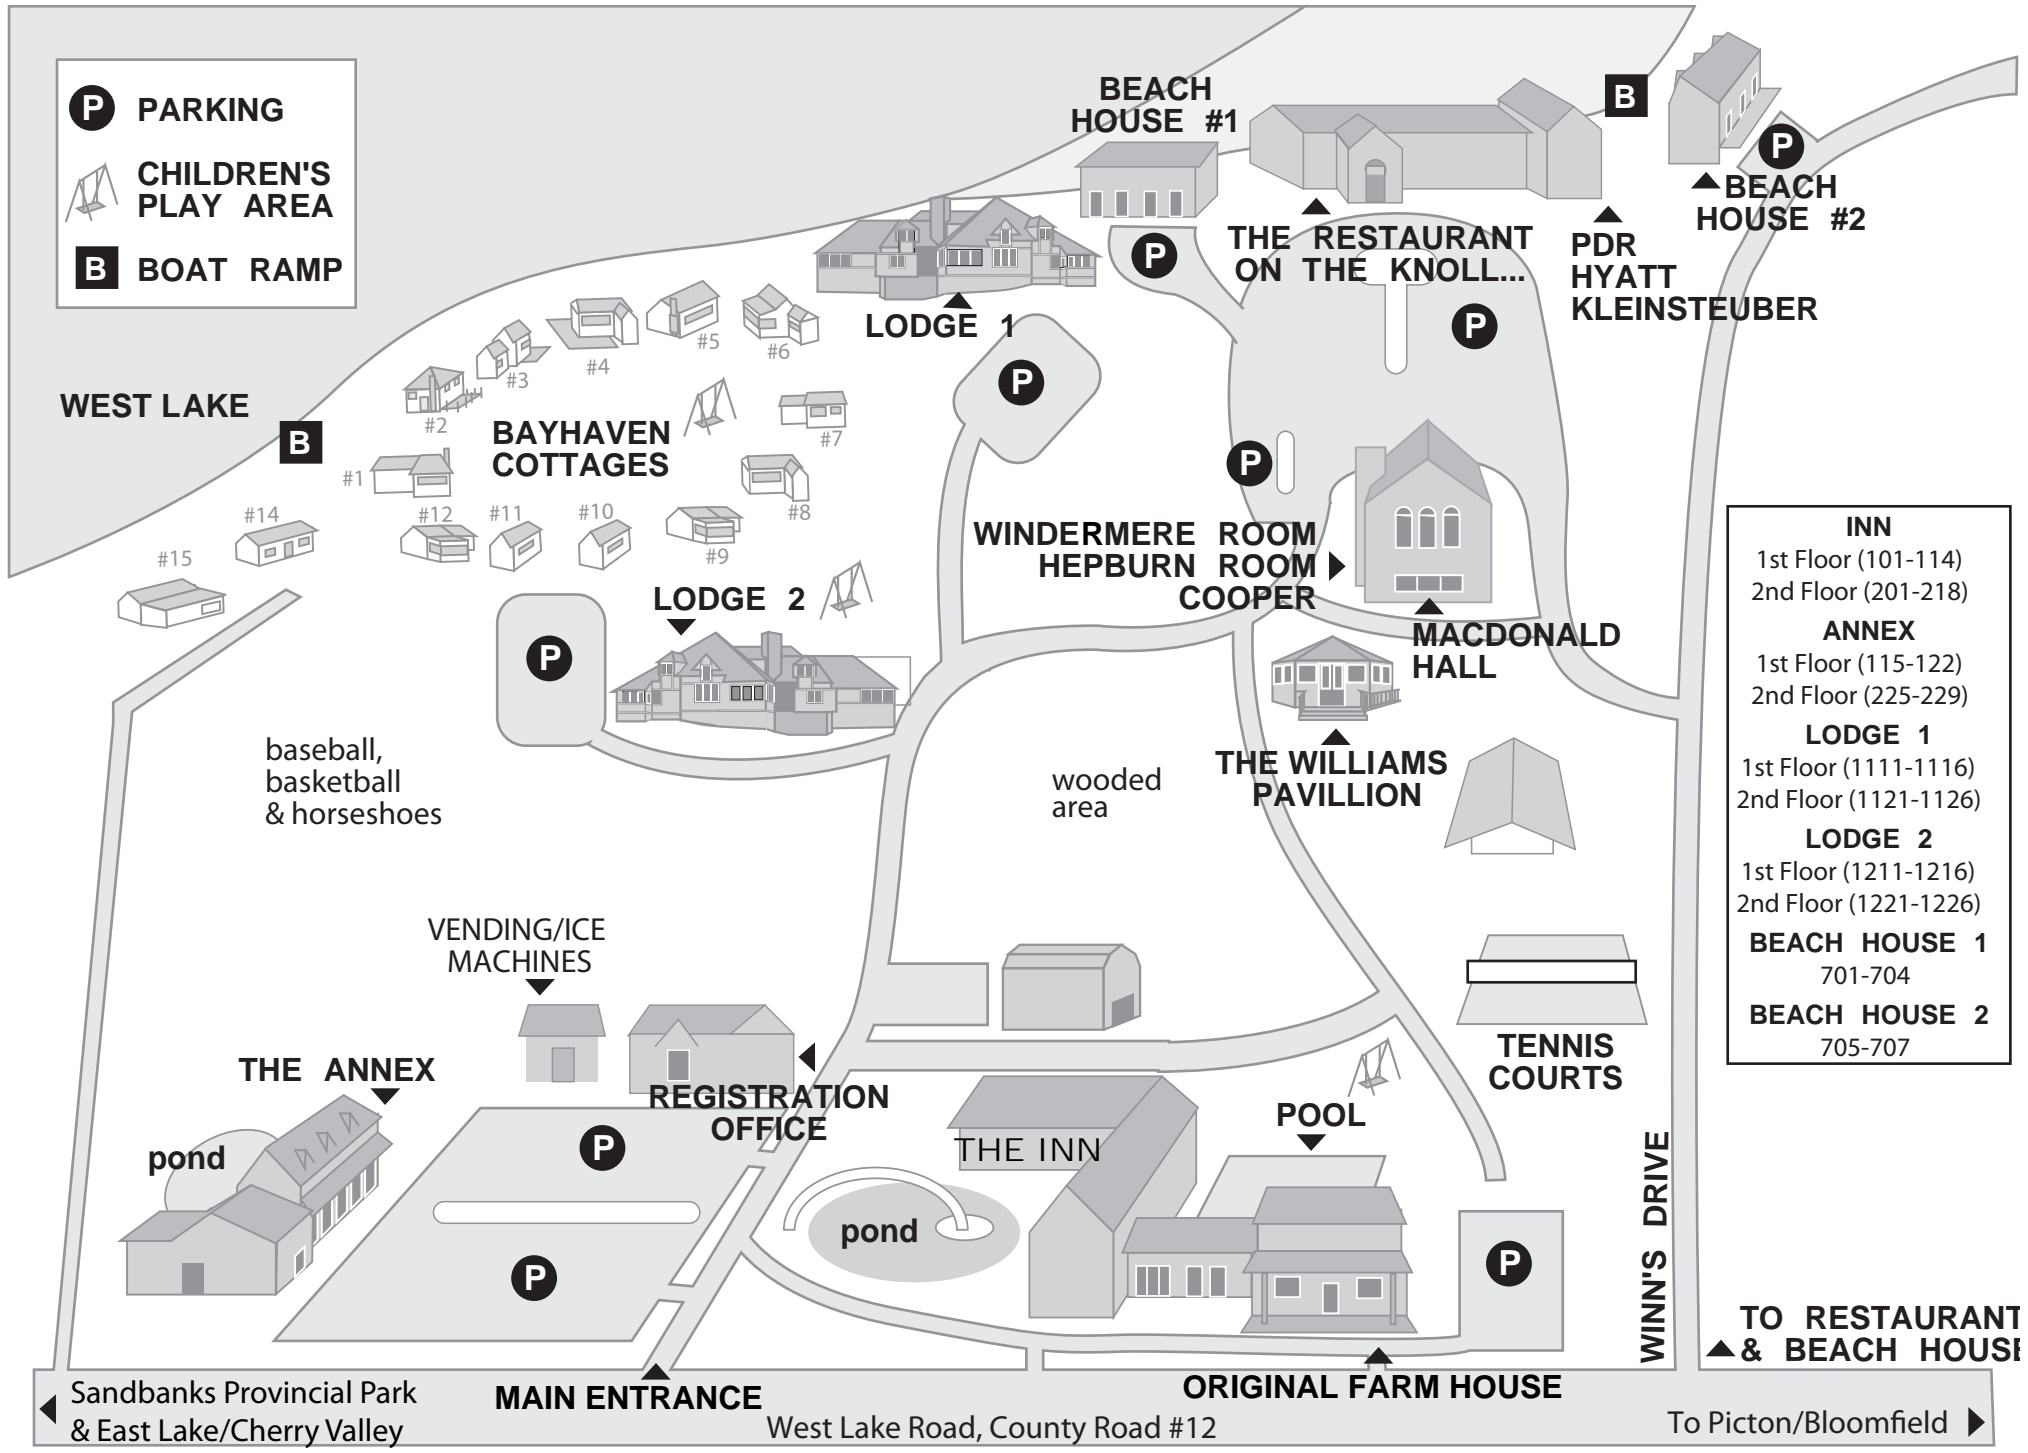 P PARKING
CHILDREN'S
PLAY AREA
B BOAT RAMP
BEACH
HOUSE #1
B
P
BEACH
HOUSE #2
THE RESTAURANT
ON THE KNOLL...
PDR
HYATT
KLEINSTEUBER
P
P
LODGE 1
P
P
WEST LAKE
B
BAYHAVEN
COTTAGES
#1
#2
#3
#4
#5
#6
#7
#8
#9
#10
#11
#12
#14
#15
WINDERMERE ROOM
HEPBURN ROOM
COOPER
MACDONALD
HALL
LODGE 2
P
THE WILLIAMS
PAVILLION
baseball,
basketball
& horseshoes
wooded
area
INN
1st Floor (101-114)
2nd Floor (201-218)
ANNEX
1st Floor (115-122)
2nd Floor (225-229)
LODGE 1
1st Floor (1111-1116)
2nd Floor (1121-1126)
LODGE 2
1st Floor (1211-1216)
2nd Floor (1221-1226)
BEACH HOUSE 1
701-704
BEACH HOUSE 2
705-707
VENDING/ICE
MACHINES
TENNIS
COURTS
THE ANNEX
REGISTRATION
OFFICE
POOL
THE INN
pond
P
pond
P
P
WINN'S DRIVE
TO RESTAURANT
& BEACH HOUSE
MAIN ENTRANCE
ORIGINAL FARM HOUSE
Sandbanks Provincial Park
& East Lake/Cherry Valley
West Lake Road, County Road #12
To Picton/Bloomfield